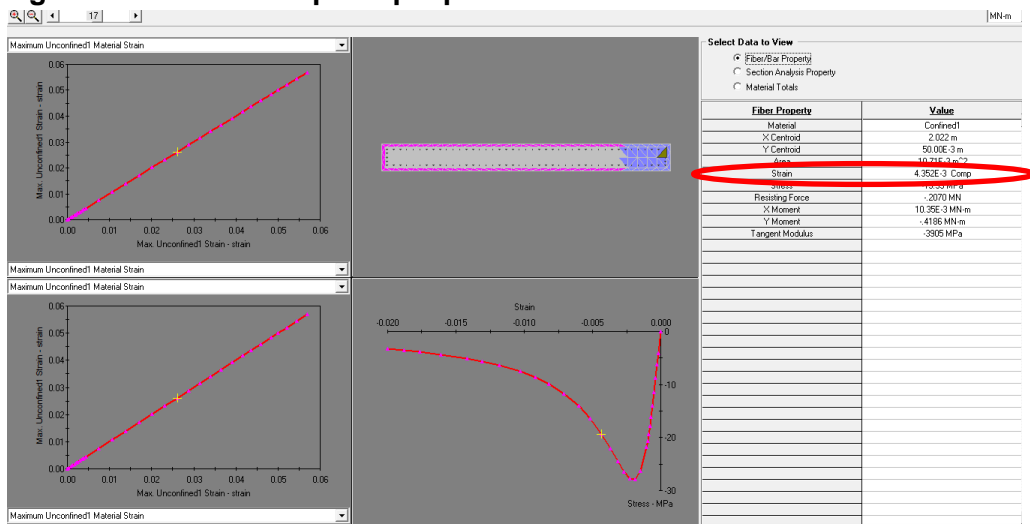 17
MN-m
Maximum Unconfined1 Material Strain
0.06
0.05
0.04
0.03
0.02
0.01
0.00
Max. Unconfined1 Strain - strain
0.00 0.01 0.02 0.03 0.04 0.05 0.06
Max. Unconfined1 Strain - strain
Maximum Unconfined1 Material Strain
Maximum Unconfined1 Material Strain
0.06
0.05
0.04
0.03
0.02
0.01
0.00
Max. Unconfined1 Strain - strain
0.00 0.01 0.02 0.03 0.04 0.05 0.06
Max. Unconfined1 Strain - strain
Maximum Unconfined1 Material Strain
Strain
-0.020 -0.015 -0.010 -0.005 0.000
0
-10
-20
-30
Stress - MPa
Select Data to View
Fiber/Bar Property
Section Analysis Property
Material Totals
Fiber Property Value
Material Confined1
X Centroid 2.022 m
Y Centroid 50.00E-3 m
Area 10.71E-3 m^2
Strain 4.352E-3 Comp
Stress MPa
Resisting Force -.2070 MN
X Moment 10.35E-3 MN-m
Y Moment -.4186 MN-m
Tangent Modulus -3905 MPa